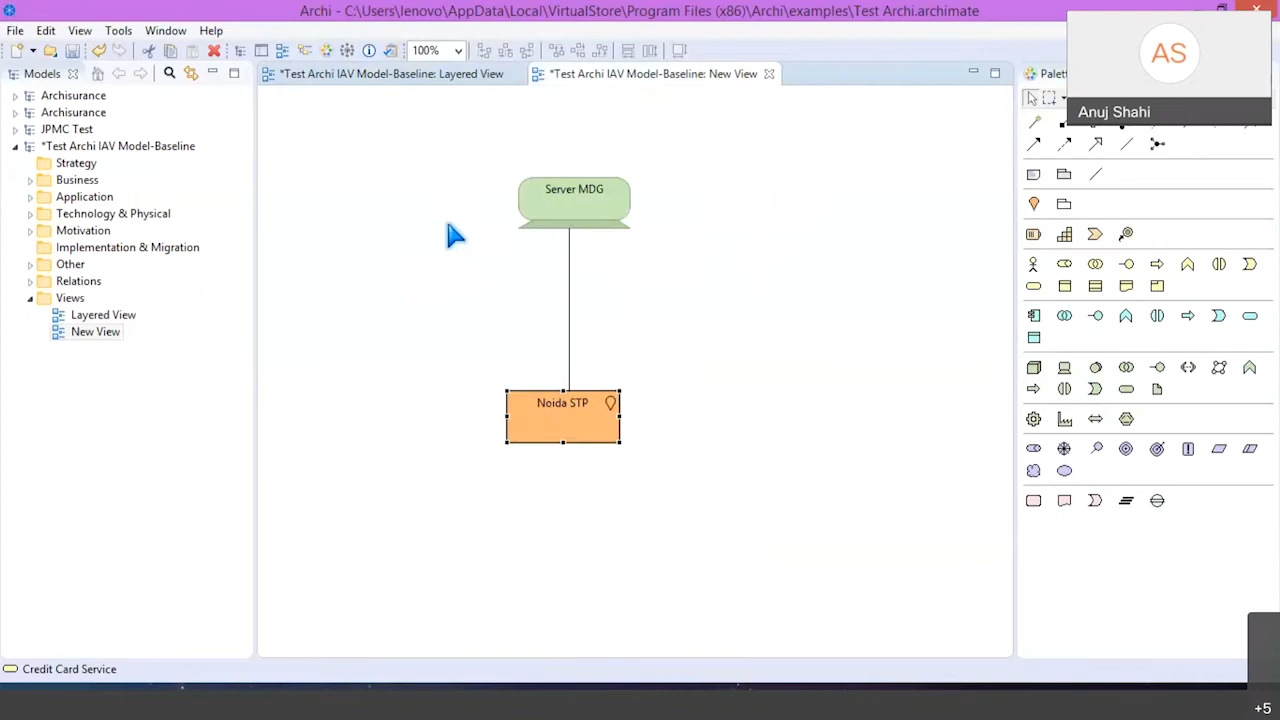 Archi - C:\Users\lenovo\AppData\Local\VirtualStore\Program Files (x86)\Archi\examples\Test Archi.archimate
File Edit View Tools Window Help
100%
Models
*Test Archi IAV Model-Baseline: Layered View
*Test Archi IAV Model-Baseline: New View
Palett
AS
Anuj Shahi
Archisurance
Archisurance
JPMC Test
*Test Archi IAV Model-Baseline
Strategy
Business
Application
Technology & Physical
Motivation
Implementation & Migration
Other
Relations
Views
Layered View
New View
Server MDG
Noida STP
Credit Card Service
+5